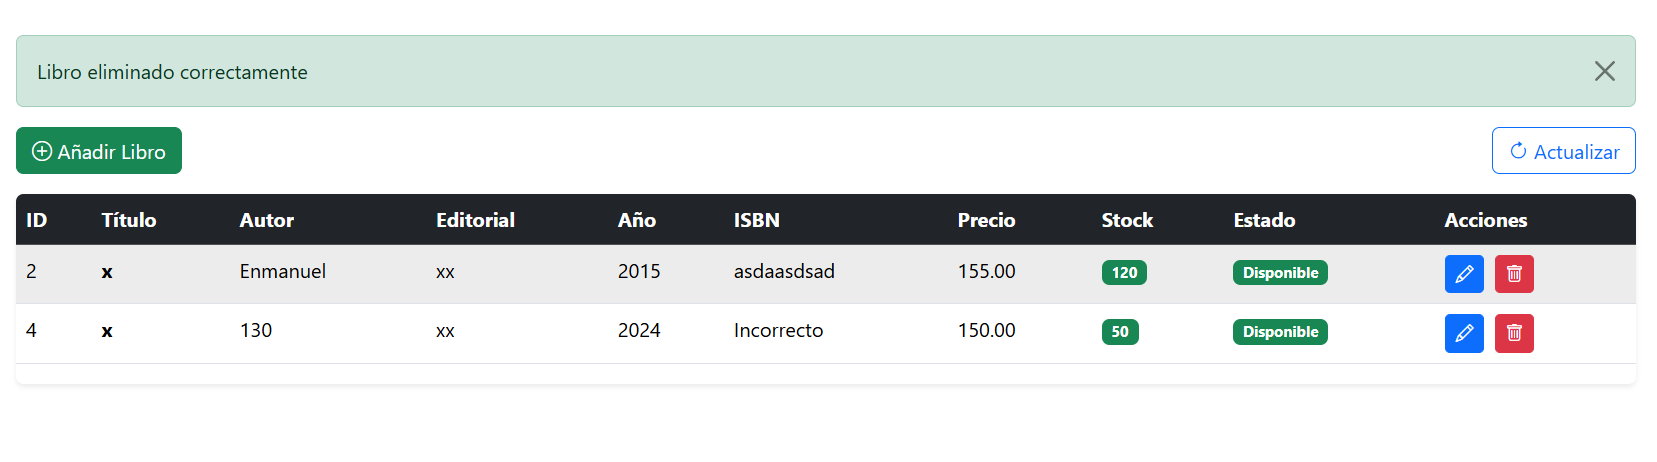 Libro eliminado correctamente
Añadir Libro
Actualizar
ID Título Autor Editorial Año ISBN Precio Stock Estado Acciones
2 x Enmanuel xx 2015 asdaasdsad 155.00 120 Disponible
4 x 130 xx 2024 Incorrecto 150.00 50 Disponible